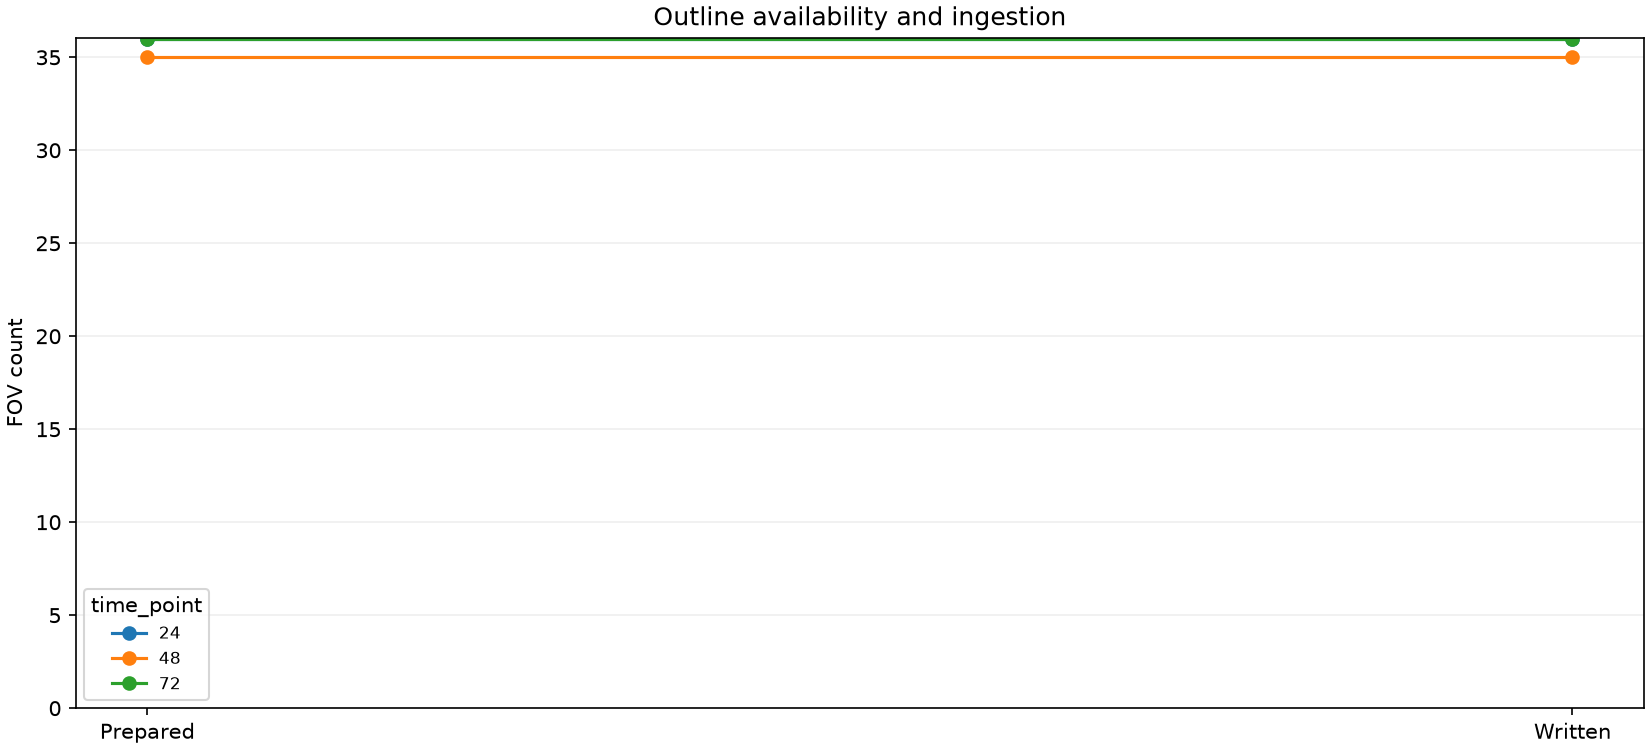 Outline availability and ingestion
FOV count
35
30
25
20
15
10
5
0
time_point
24
48
72
Prepared
Written